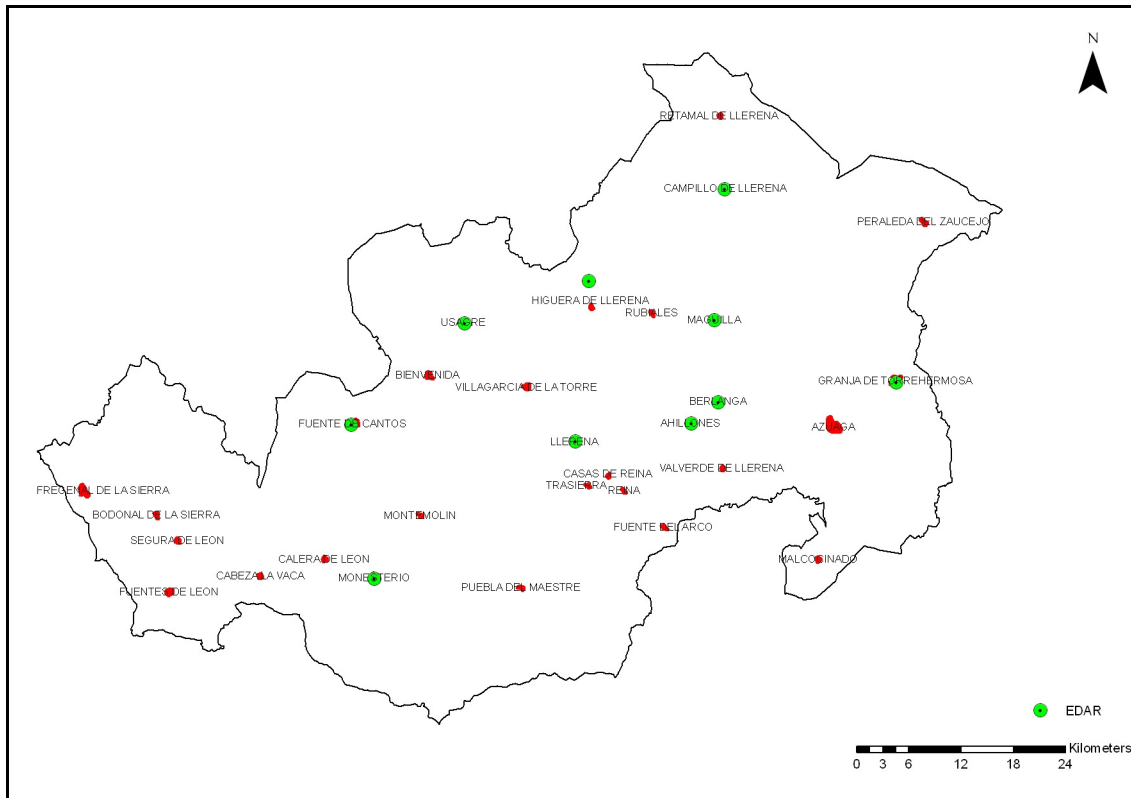 N
RETAMAL DE LLERENA
CAMPILLO DE LLERENA
PERALEDA DEL ZAUCEJO
HIGUERA DE LLERENA
RUBIALES
USAGRE
MAGUILLA
BIENVENIDA
VILLAGARCIA DE LA TORRE
GRANJA DE TORREHERMOSA
BERLANGA
FUENTE DE CANTOS
AHILLONES
AZUAGA
LLERENA
VALVERDE DE LLERENA
CASAS DE REINA
TRASIERRA
REINA
FREGENAL DE LA SIERRA
BODONAL DE LA SIERRA
MONTEMOLIN
FUENTE DEL ARCO
SEGURA DE LEON
CALERA DE LEON
MALCOCINADO
CABEZA LA VACA
MONESTERIO
PUEBLA DEL MAESTRE
FUENTES DE LEON
EDAR
Kilometers
0 3 6 12 18 24